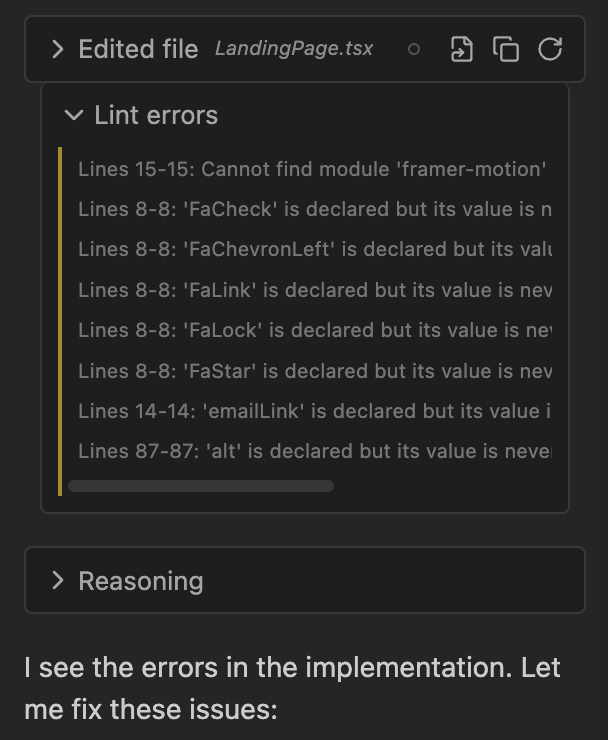 Edited file LandingPage.tsx
Lint errors
Lines 15-15: Cannot find module 'framer-motion'
Lines 8-8: 'FaCheck' is declared but its value is n
Lines 8-8: 'FaChevronLeft' is declared but its valu
Lines 8-8: 'FaLink' is declared but its value is nev
Lines 8-8: 'FaLock' is declared but its value is ne
Lines 8-8: 'FaStar' is declared but its value is nev
Lines 14-14: 'emailLink' is declared but its value i
Lines 87-87: 'alt' is declared but its value is neve
Reasoning
I see the errors in the implementation. Let
me fix these issues: